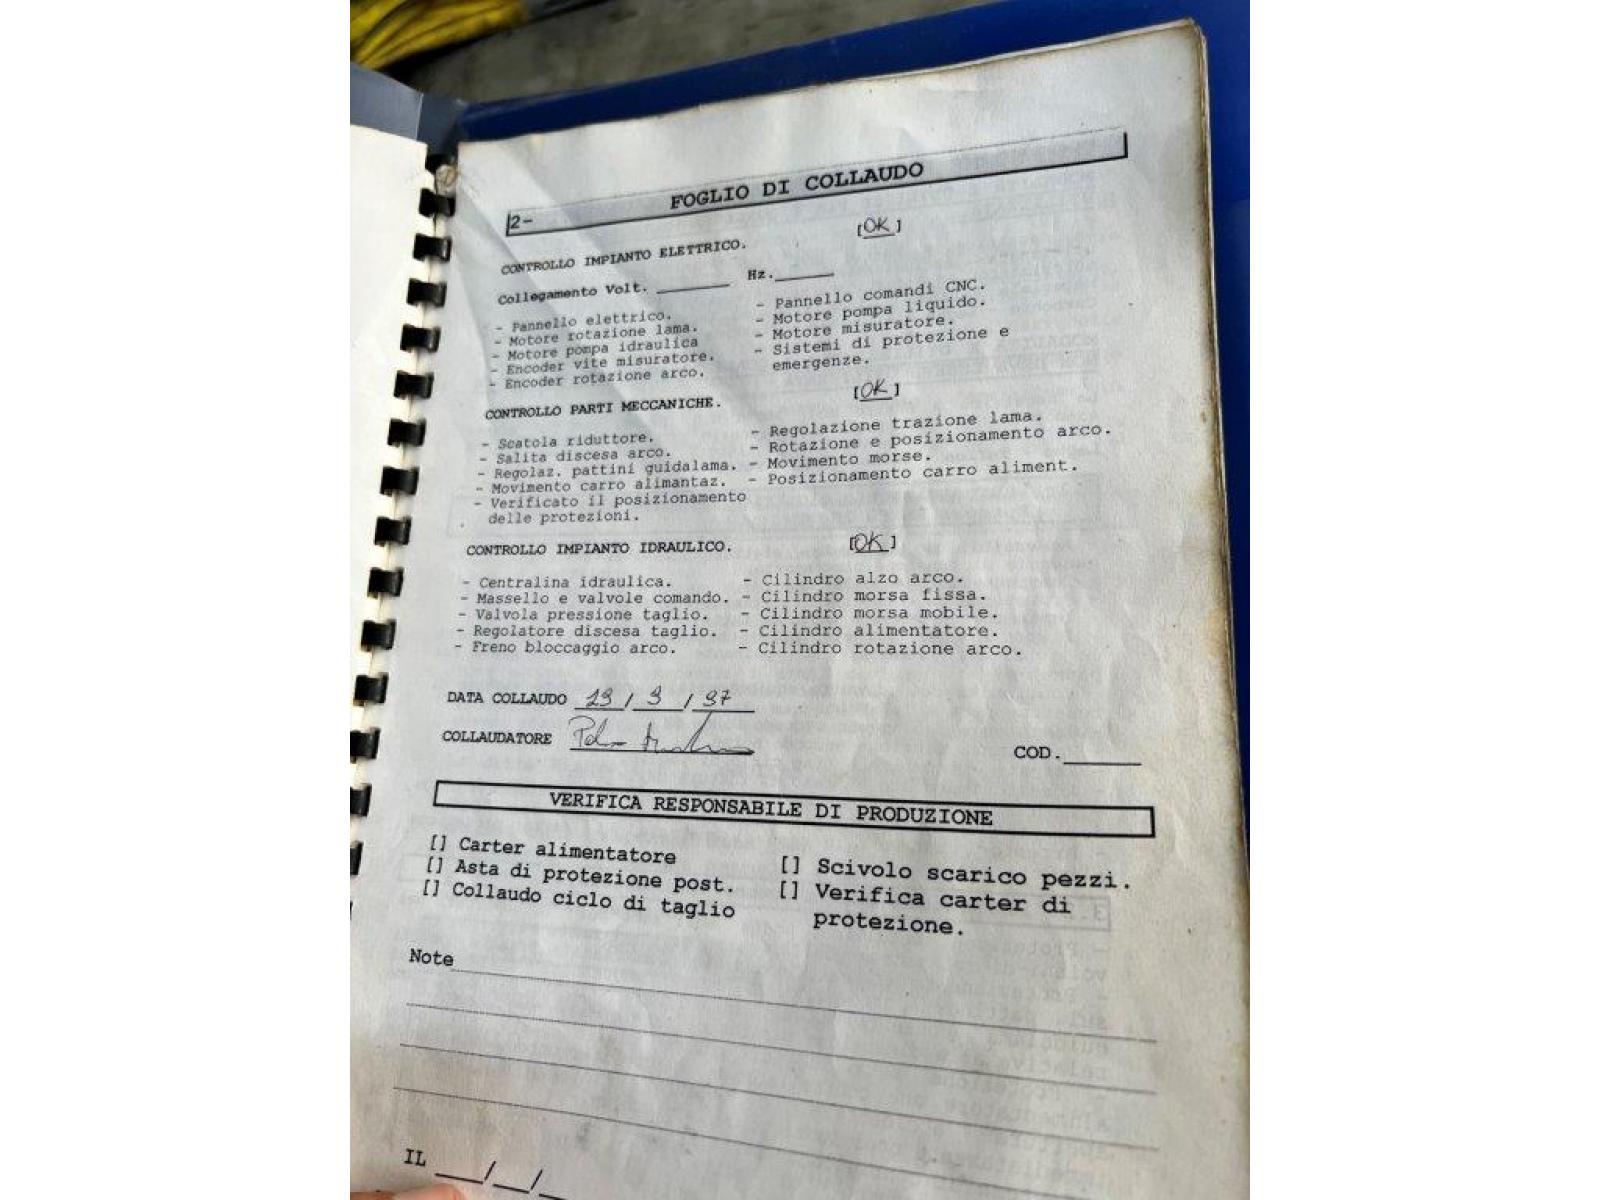 2- FOGLIO DI COLLAUDO
CONTROLLO IMPIANTO ELETTRICO. [OK]
Collegamento Volt. ________ Hz.______
- Pannello elettrico. - Pannello comandi CNC.
- Motore rotazione lama. - Motore pompa liquido.
- Motore pompa idraulica - Motore misuratore.
- Encoder vite misuratore. - Sistemi di protezione e
- Encoder rotazione arco. emergenze.
CONTROLLO PARTI MECCANICHE. [OK]
- Scatola riduttore. - Regolazione trazione lama.
- Salita discesa arco. - Rotazione e posizionamento arco.
- Regolaz. pattini guidalama. - Movimento morse.
- Movimento carro alimantaz. - Posizionamento carro aliment.
- Verificato il posizionamento
delle protezioni.
CONTROLLO IMPIANTO IDRAULICO. [OK]
- Centralina idraulica. - Cilindro alzo arco.
- Massello e valvole comando. - Cilindro morsa fissa.
- Valvola pressione taglio. - Cilindro morsa mobile.
- Regolatore discesa taglio. - Cilindro alimentatore.
- Freno bloccaggio arco. - Cilindro rotazione arco.
DATA COLLAUDO / /
COLLAUDATORE
COD.______
VERIFICA RESPONSABILE DI PRODUZIONE
[] Carter alimentatore [] Scivolo scarico pezzi.
[] Asta di protezione post. [] Verifica carter di
[] Collaudo ciclo di taglio protezione.
Note
IL ___/___/___